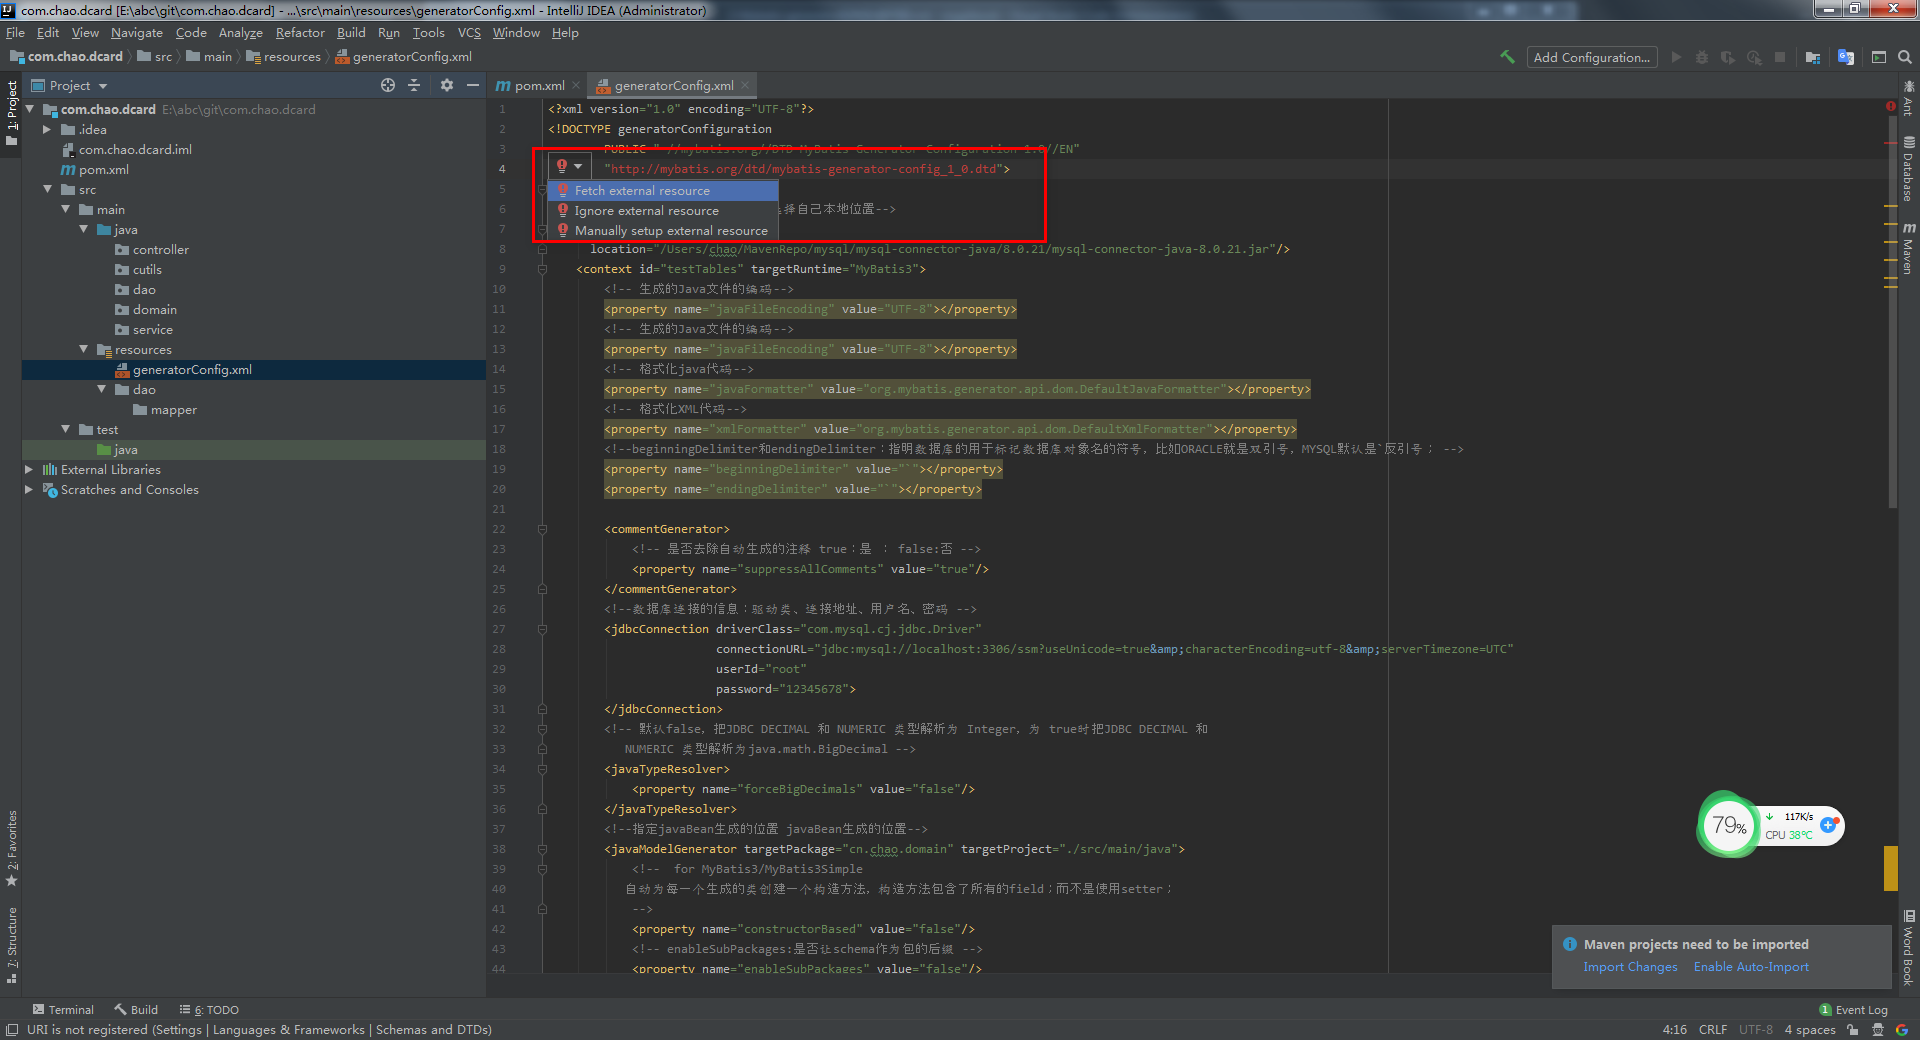 com.chao.dcard [E:\abc\git\com.chao.dcard] - ...\src\main\resources\generatorConfig.xml - IntelliJ IDEA (Administrator)
File Edit View Navigate Code Analyze Refactor Build Run Tools VCS Window Help
com.chao.dcard src main resources generatorConfig.xml Add Configuration...
Project
pom.xml generatorConfig.xml
1: Project
com.chao.dcard E:\abc\git\com.chao.dcard
.idea
com.chao.dcard.iml
pom.xml
src
main
java
controller
cutils
dao
domain
service
resources
generatorConfig.xml
dao
mapper
test
java
External Libraries
Scratches and Consoles
2: Favorites
7: Structure
1 <?xml version="1.0" encoding="UTF-8"?>
2 <!DOCTYPE generatorConfiguration
3 PUBLIC "-//mybatis.org//DTD MyBatis Generator Configuration 1.0//EN"
4 "http://mybatis.org/dtd/mybatis-generator-config_1_0.dtd">
5 Fetch external resource
6 Ignore external resource 择自己本地位置-->
7 Manually setup external resource
8 location="/Users/chao/MavenRepo/mysql/mysql-connector-java/8.0.21/mysql-connector-java-8.0.21.jar"/>
9 <context id="testTables" targetRuntime="MyBatis3">
10 <!-- 生成的Java文件的编码-->
11 <property name="javaFileEncoding" value="UTF-8"></property>
12 <!-- 生成的Java文件的编码-->
13 <property name="javaFileEncoding" value="UTF-8"></property>
14 <!-- 格式化java代码-->
15 <property name="javaFormatter" value="org.mybatis.generator.api.dom.DefaultJavaFormatter"></property>
16 <!-- 格式化XML代码-->
17 <property name="xmlFormatter" value="org.mybatis.generator.api.dom.DefaultXmlFormatter"></property>
18 <!--beginningDelimiter和endingDelimiter：指明数据库的用于标记数据库对象名的符号，比如ORACLE就是双引号，MYSQL默认是`反引号； -->
19 <property name="beginningDelimiter" value="`"></property>
20 <property name="endingDelimiter" value="`"></property>
21
22 <commentGenerator>
23 <!-- 是否去除自动生成的注释 true：是 ： false:否 -->
24 <property name="suppressAllComments" value="true"/>
25 </commentGenerator>
26 <!--数据库连接的信息：驱动类、连接地址、用户名、密码 -->
27 <jdbcConnection driverClass="com.mysql.cj.jdbc.Driver"
28 connectionURL="jdbc:mysql://localhost:3306/ssm?useUnicode=true&amp;characterEncoding=utf-8&amp;serverTimezone=UTC"
29 userId="root"
30 password="12345678">
31 </jdbcConnection>
32 <!-- 默认false，把JDBC DECIMAL 和 NUMERIC 类型解析为 Integer，为 true时把JDBC DECIMAL 和
33 NUMERIC 类型解析为java.math.BigDecimal -->
34 <javaTypeResolver>
35 <property name="forceBigDecimals" value="false"/>
36 </javaTypeResolver>
37 <!--指定javaBean生成的位置 javaBean生成的位置-->
38 <javaModelGenerator targetPackage="cn.chao.domain" targetProject="./src/main/java">
39 <!-- for MyBatis3/MyBatis3Simple
40 自动为每一个生成的类创建一个构造方法，构造方法包含了所有的field；而不是使用setter；
41 -->
42 <property name="constructorBased" value="false"/>
43 <!-- enableSubPackages:是否让schema作为包的后缀 -->
44 <property name="enableSubPackages" value="false"/>
Ant
Database
Maven
Word Book
79%
117K/s
CPU 38℃
Maven projects need to be imported
Import Changes Enable Auto-Import
Terminal Build 6: TODO 1 Event Log
URI is not registered (Settings | Languages & Frameworks | Schemas and DTDs) 4:16 CRLF UTF-8 4 spaces